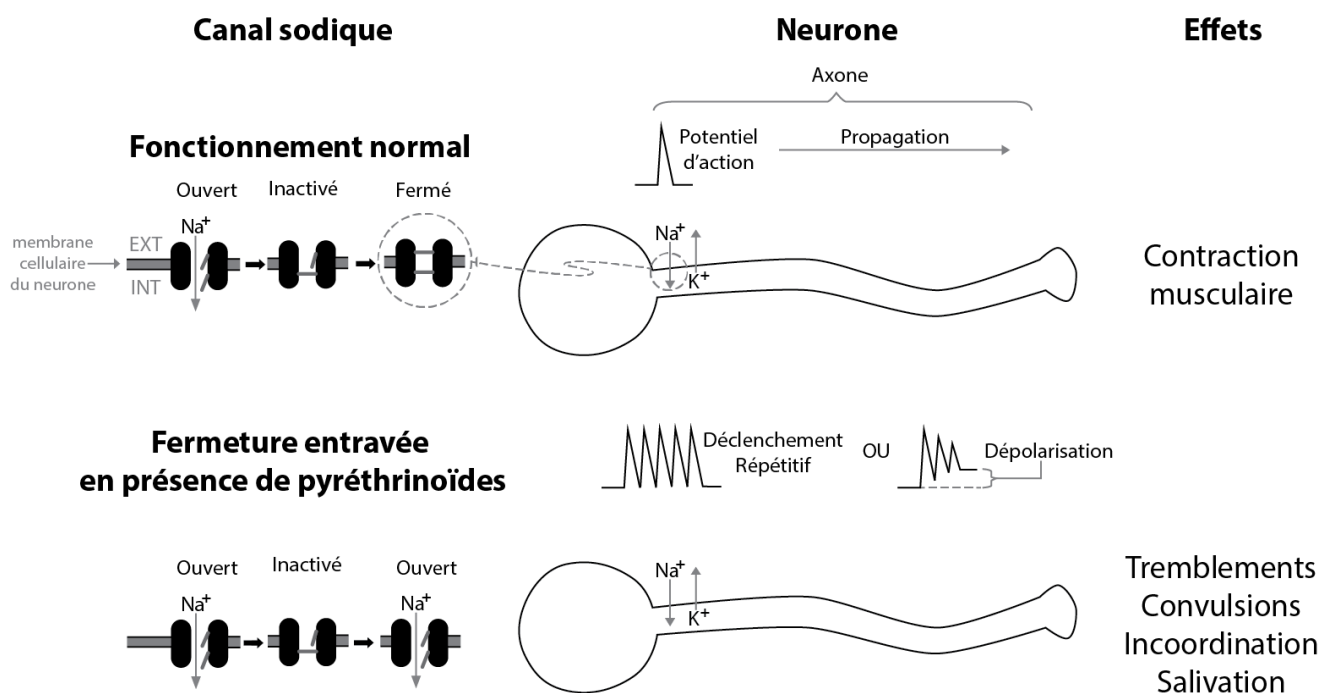 Canal sodique
Neurone
Effets
Axone
Fonctionnement normal
Potentiel
d'action
Propagation
Ouvert
Inactivé
Fermé
Na+
membrane
cellulaire
du neurone
EXT
INT
Na+
K+
Contraction
musculaire
Fermeture entravée
en présence de pyréthrinoïdes
Déclenchement
Répétitif
OU
Dépolarisation
Ouvert
Inactivé
Ouvert
Na+
Na+
Na+
K+
Tremblements
Convulsions
Incoordination
Salivation